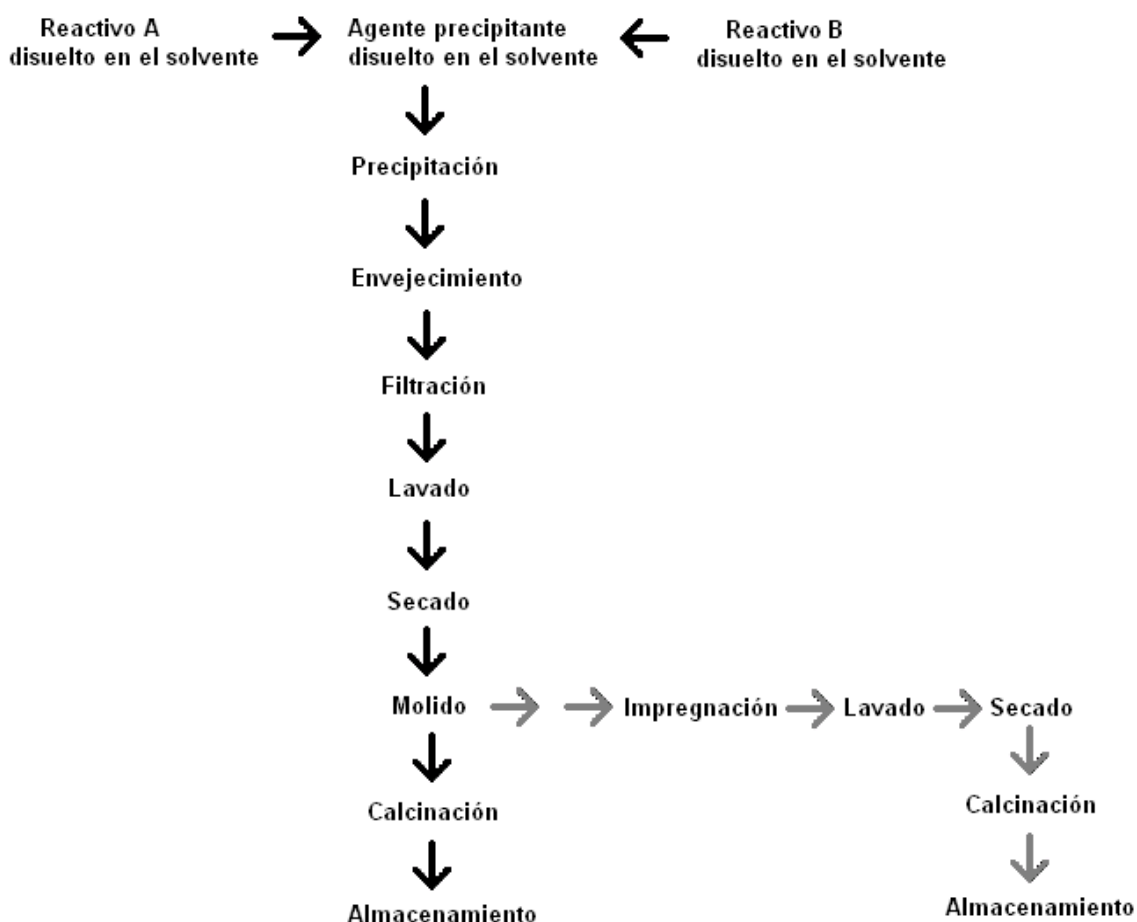 Reactivo A
disuelto en el solvente
Agente precipitante
disuelto en el solvente
Reactivo B
disuelto en el solvente
Precipitación
Envejecimiento
Filtración
Lavado
Secado
Molido
Impregnación
Lavado
Secado
Calcinación
Calcinación
Almacenamiento
Almacenamiento